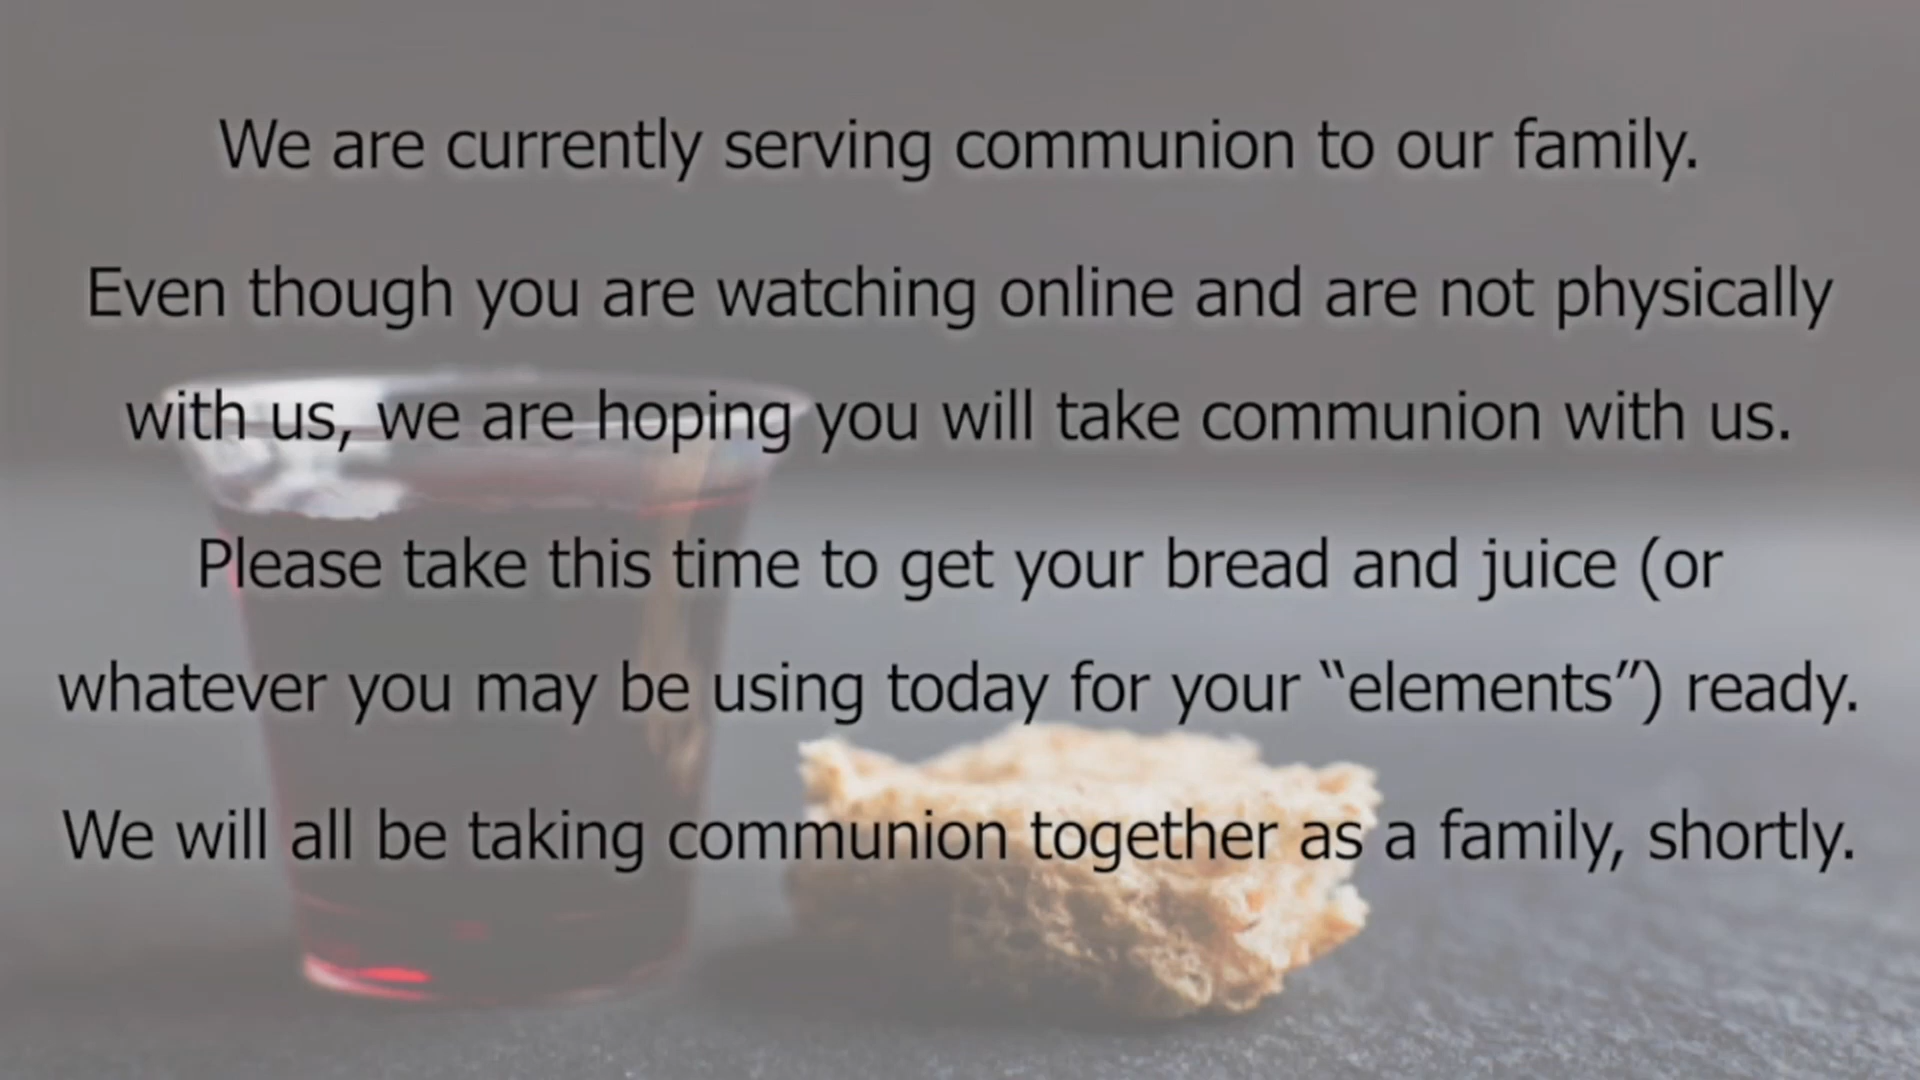 We are currently serving communion to our family.
Even though you are watching online and are not physically
with us, we are hoping you will take communion with us.
Please take this time to get your bread and juice (or
whatever you may be using today for your “elements”) ready.
We will all be taking communion together as a family, shortly.